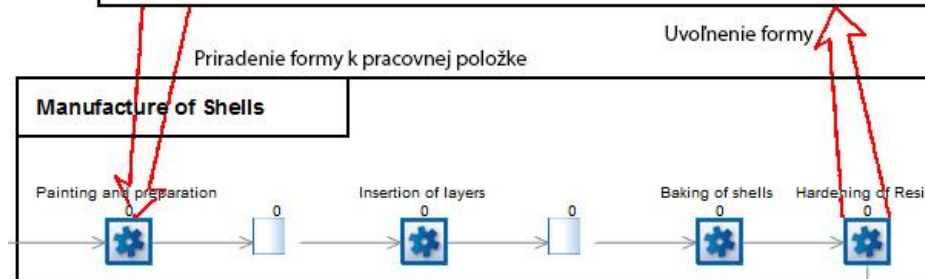 Uvoľnenie formy
Priradenie formy k pracovnej položke
Manufacture of Shells
Painting and preparation
Insertion of layers
Baking of shells
Hardening of Resi
0
0
0
0
0
0